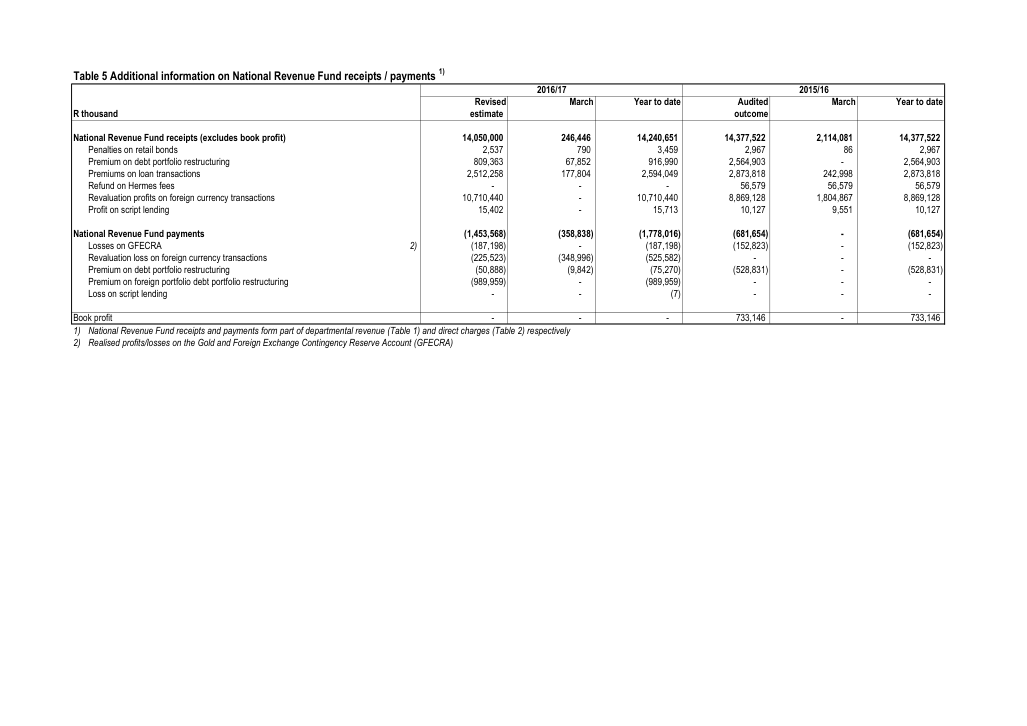 Table 5 Additional information on National Revenue Fund receipts / payments 1)
2016/17 2015/16
Revised March Year to date Audited March Year to date
R thousand estimate outcome
National Revenue Fund receipts (excludes book profit) 14,050,000 246,446 14,240,651 14,377,522 2,114,081 14,377,522
Penalties on retail bonds 2,537 790 3,459 2,967 86 2,967
Premium on debt portfolio restructuring 809,363 67,852 916,990 2,564,903 - 2,564,903
Premiums on loan transactions 2,512,258 177,804 2,594,049 2,873,818 242,998 2,873,818
Refund on Hermes fees - - - 56,579 56,579 56,579
Revaluation profits on foreign currency transactions 10,710,440 - 10,710,440 8,869,128 1,804,867 8,869,128
Profit on script lending 15,402 - 15,713 10,127 9,551 10,127
National Revenue Fund payments (1,453,568) (358,838) (1,778,016) (681,654) - (681,654)
Losses on GFECRA 2) (187,198) - (187,198) (152,823) - (152,823)
Revaluation loss on foreign currency transactions (225,523) (348,996) (525,582) - - -
Premium on debt portfolio restructuring (50,888) (9,842) (75,270) (528,831) - (528,831)
Premium on foreign portfolio debt portfolio restructuring (989,959) - (989,959) - - -
Loss on script lending - - (7) - - -
Book profit - - - 733,146 - 733,146
1) National Revenue Fund receipts and payments form part of departmental revenue (Table 1) and direct charges (Table 2) respectively
2) Realised profits/losses on the Gold and Foreign Exchange Contingency Reserve Account (GFECRA)